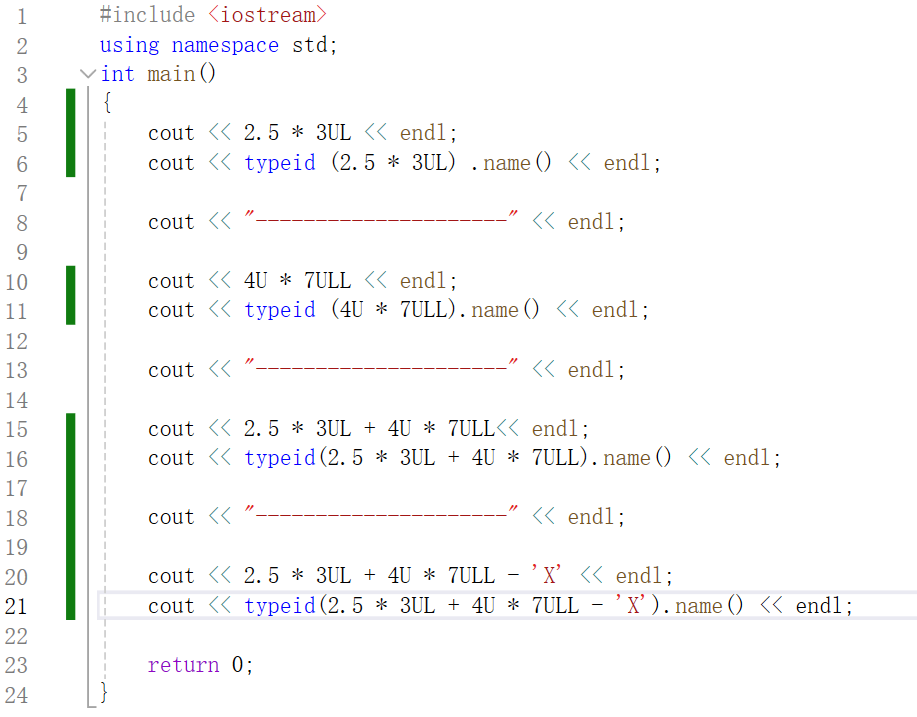 1 #include <iostream>
2 using namespace std;
3 int main()
4 {
5 cout << 2.5 * 3UL << endl;
6 cout << typeid (2.5 * 3UL) .name() << endl;
7
8 cout << "---------------------" << endl;
9
10 cout << 4U * 7ULL << endl;
11 cout << typeid (4U * 7ULL).name() << endl;
12
13 cout << "---------------------" << endl;
14
15 cout << 2.5 * 3UL + 4U * 7ULL<< endl;
16 cout << typeid(2.5 * 3UL + 4U * 7ULL).name() << endl;
17
18 cout << "---------------------" << endl;
19
20 cout << 2.5 * 3UL + 4U * 7ULL - 'X' << endl;
21 cout << typeid(2.5 * 3UL + 4U * 7ULL - 'X').name() << endl;
22
23 return 0;
24 }